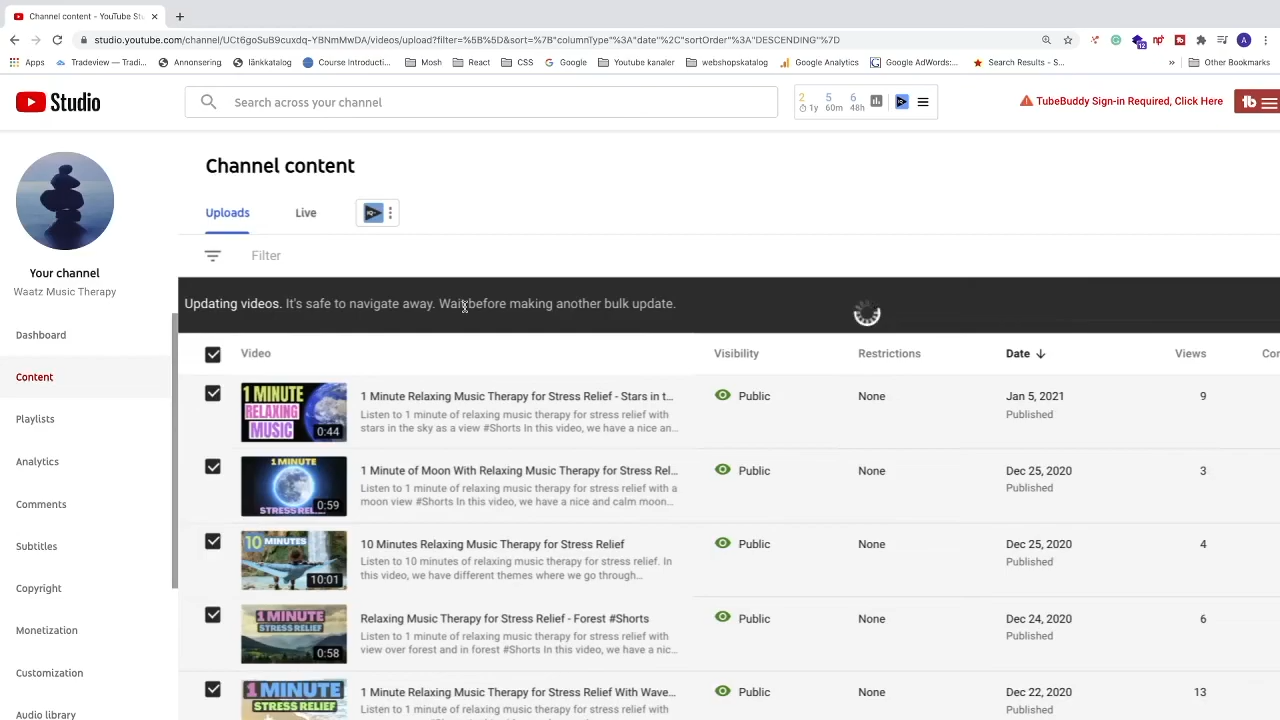 Channel content - YouTube Stu
studio.youtube.com/channel/UCt6goSuB9cuxdq-YBNmMwDA/videos/upload?filter=%5B%5D&sort=%7B"columnType"%3A"date"%2C"sortOrder"%3A"DESCENDING"%7D
12
A
Apps
Tradeview – Tradi...
Annonsering
länkkatalog
Course Introducti...
Mosh
React
CSS
Google
Youtube kanaler
webshopskatalog
Google Analytics
Google AdWords:...
Search Results - S...
»
Other Bookmarks
Studio
Search across your channel
2 5 6
1y 60m 48h
TubeBuddy Sign-in Required, Click Here
tb
Your channel
Waatz Music Therapy
Dashboard
Content
Playlists
Analytics
Comments
Subtitles
Copyright
Monetization
Customization
Audio library
Channel content
Uploads
Live
Filter
Updating videos. It's safe to navigate away. Wait before making another bulk update.
Video Visibility Restrictions Date Views Cor
1 MINUTE
RELAXING
MUSIC
0:44
1 Minute Relaxing Music Therapy for Stress Relief - Stars in t...
Listen to 1 minute of relaxing music therapy for stress relief with
stars in the sky as a view #Shorts In this video, we have a nice an...
Public
None
Jan 5, 2021
Published
9
1 MINUTE
STRESS REL
0:59
1 Minute of Moon With Relaxing Music Therapy for Stress Rel...
Listen to 1 minute of relaxing music therapy for stress relief with a
moon view #Shorts In this video, we have a nice and calm moon...
Public
None
Dec 25, 2020
Published
3
10 MINUTES
10:01
10 Minutes Relaxing Music Therapy for Stress Relief
Listen to 10 minutes of relaxing music therapy for stress relief. In
this video, we have different themes where we go through...
Public
None
Dec 25, 2020
Published
4
1 MINUTE
STRESS RELIEF
0:58
Relaxing Music Therapy for Stress Relief - Forest #Shorts
Listen to 1 minute of relaxing music therapy for stress relief with
view over forest and in forest #Shorts In this video, we have a nic...
Public
None
Dec 24, 2020
Published
6
1 MINUTE
STRESS RELIEF
1 Minute Relaxing Music Therapy for Stress Relief With Wave...
Listen to 1 minute of relaxing music therapy for stress relief with
Public
None
Dec 22, 2020
Published
13